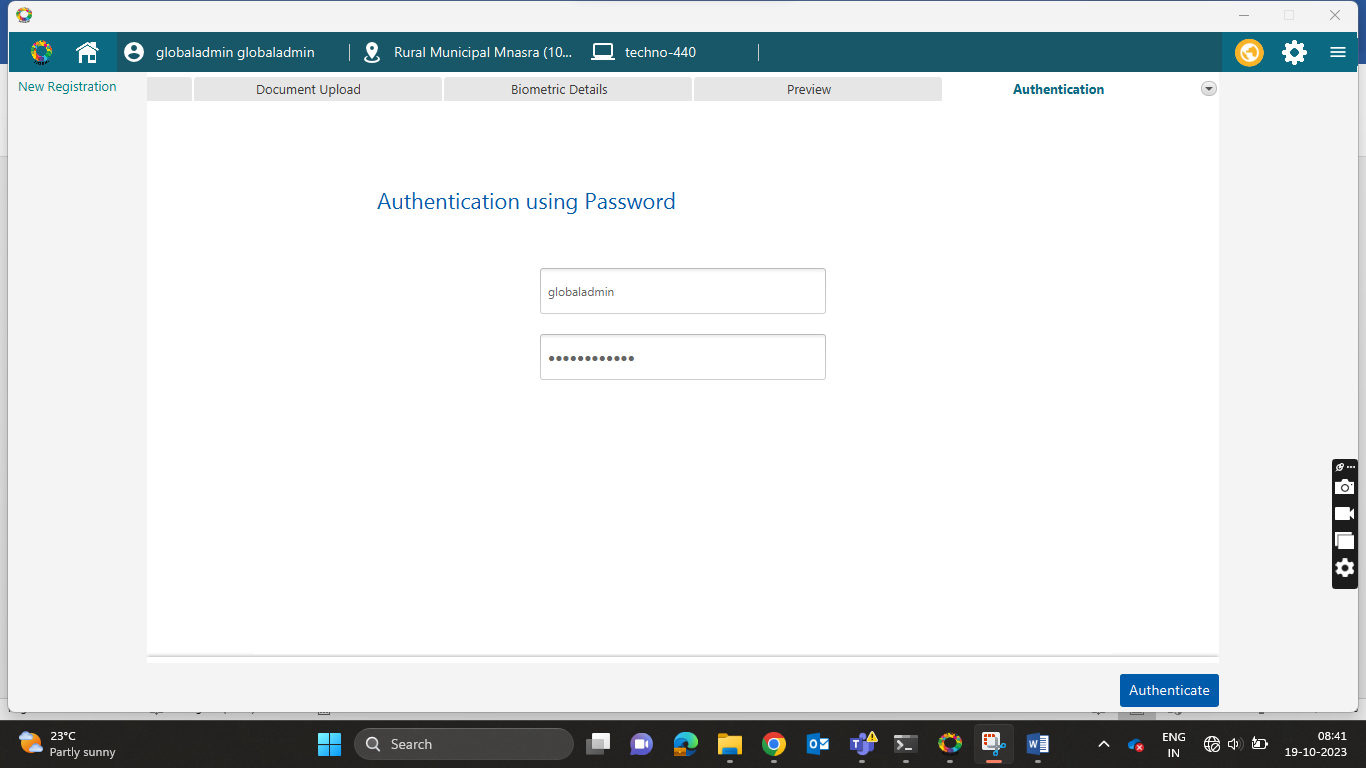 globaladmin globaladmin
Rural Municipal Mnasra (10...
techno-440
New Registration
Document Upload
Biometric Details
Preview
Authentication
Authentication using Password
globaladmin
••••••••••••
Authenticate
23°C
Partly sunny
Search
ENG
IN
08:41
19-10-2023